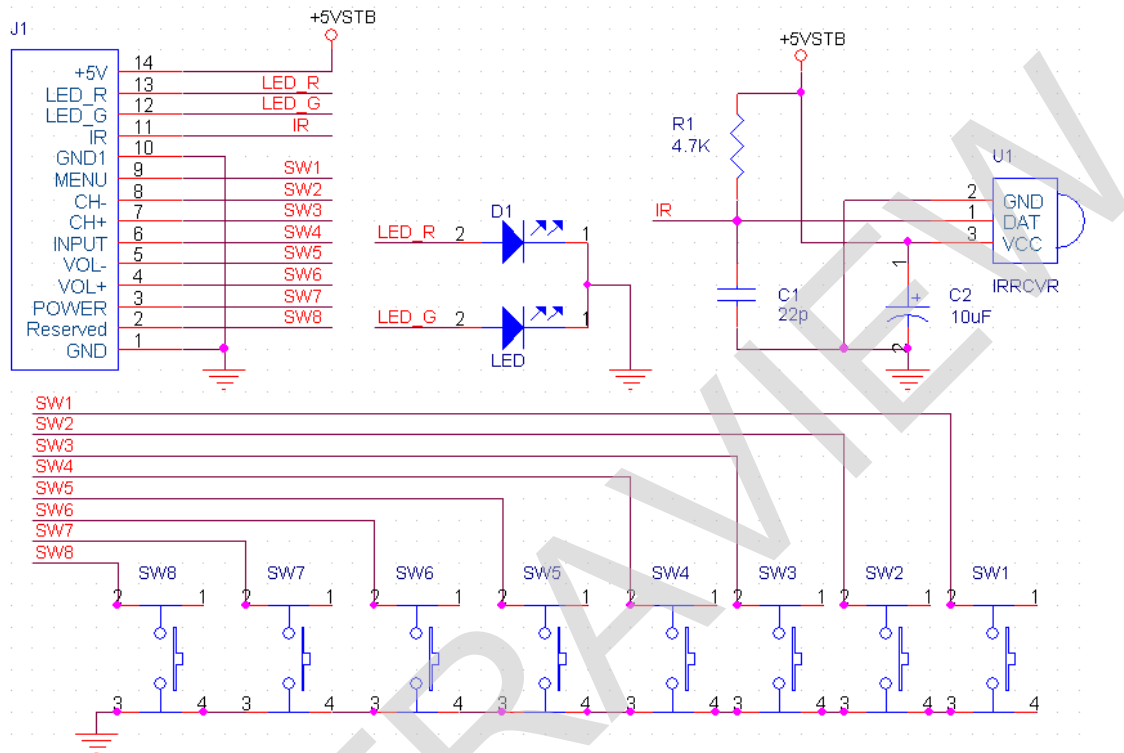 J1
+5VSTB
+5V 14
LED_R 13 LED_R
LED_G 12 LED_G
IR 11 IR
GND1 10
MENU 9 SW1
CH- 8 SW2
CH+ 7 SW3
INPUT 6 SW4
VOL- 5 SW5
VOL+ 4 SW6
POWER 3 SW7
Reserved 2 SW8
GND 1
LED_R 2 D1 1
LED_G 2 1
LED
+5VSTB
R1
4.7K
IR
C1
22p
U1
2 GND
1 DAT
3 VCC
IRRCVR
1
+
C2
10uF
2
SW1
SW2
SW3
SW4
SW5
SW6
SW7
SW8
SW8 SW7 SW6 SW5 SW4 SW3 SW2 SW1
2 1 2 1 2 1 2 1 2 1 2 1 2 1 2 1
3 4 3 4 3 4 3 4 3 4 3 4 3 4 3 4
RAVIEW